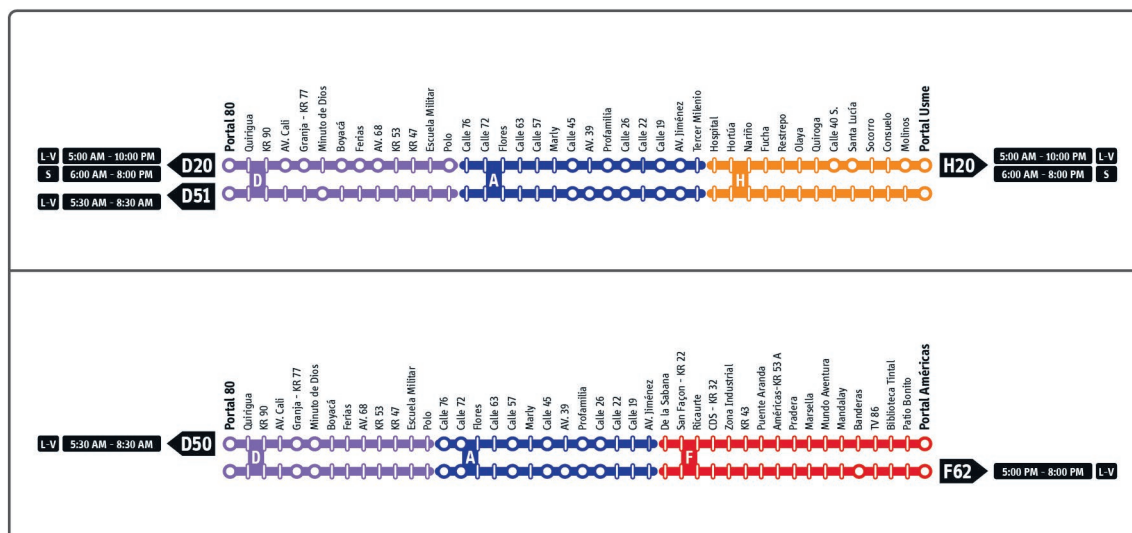 Portal 80
Quirigua
KR 90
AV. Cali
Granja - KR 77
Minuto de Dios
Boyacá
Ferias
AV. 68
KR 53
KR 47
Escuela Militar
Polo
Calle 76
Calle 72
Flores
Calle 63
Calle 57
Marly
Calle 45
AV. 39
Profamilia
Calle 26
Calle 22
Calle 19
AV. Jiménez
Tercer Milenio
Hospital
Hortúa
Nariño
Fucha
Restrepo
Olaya
Quiroga
Calle 40 S.
Santa Lucía
Socorro
Consuelo
Molinos
Portal Usme
L-V 5:00 AM - 10:00 PM
S 6:00 AM - 8:00 PM
D20
D A H
H20
5:00 AM - 10:00 PM L-V
6:00 AM - 8:00 PM S
L-V 5:30 AM - 8:30 AM
D51
Portal 80
Quirigua
KR 90
AV. Cali
Granja - KR 77
Minuto de Dios
Boyacá
Ferias
AV. 68
KR 53
KR 47
Escuela Militar
Polo
Calle 76
Calle 72
Flores
Calle 63
Calle 57
Marly
Calle 45
AV. 39
Profamilia
Calle 26
Calle 22
Calle 19
AV. Jiménez
De la Sabana
San Façon - KR 22
Ricaurte
CDS - KR 32
Zona Industrial
KR 43
Puente Aranda
Américas-KR 53 A
Pradera
Marsella
Mundo Aventura
Mandalay
Banderas
TV 86
Biblioteca Tintal
Patio Bonito
Portal Américas
L-V 5:30 AM - 8:30 AM
D50
D A F
F62
5:00 PM - 8:00 PM L-V